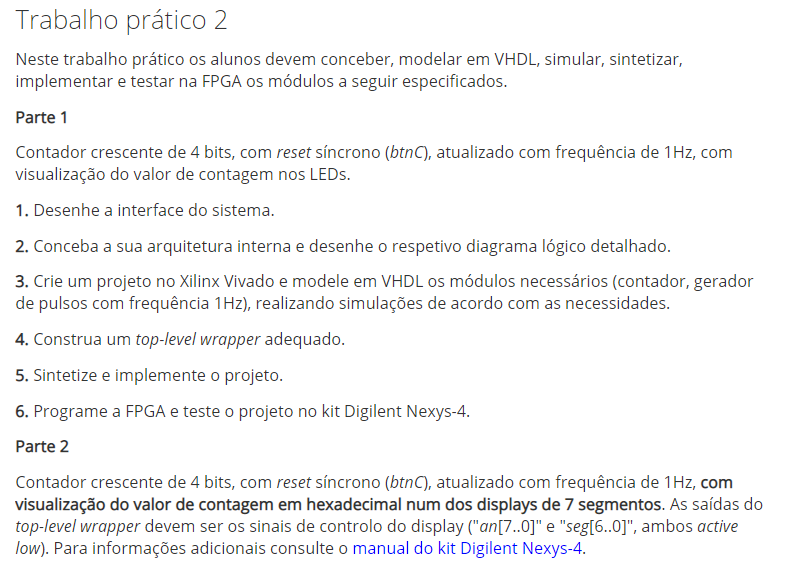 Trabalho prático 2
Neste trabalho prático os alunos devem conceber, modelar em VHDL, simular, sintetizar,
implementar e testar na FPGA os módulos a seguir especificados.
Parte 1
Contador crescente de 4 bits, com reset síncrono (btnC), atualizado com frequência de 1Hz, com
visualização do valor de contagem nos LEDs.
1. Desenhe a interface do sistema.
2. Conceba a sua arquitetura interna e desenhe o respetivo diagrama lógico detalhado.
3. Crie um projeto no Xilinx Vivado e modele em VHDL os módulos necessários (contador, gerador
de pulsos com frequência 1Hz), realizando simulações de acordo com as necessidades.
4. Construa um top-level wrapper adequado.
5. Sintetize e implemente o projeto.
6. Programe a FPGA e teste o projeto no kit Digilent Nexys-4.
Parte 2
Contador crescente de 4 bits, com reset síncrono (btnC), atualizado com frequência de 1Hz, com
visualização do valor de contagem em hexadecimal num dos displays de 7 segmentos. As saídas do
top-level wrapper devem ser os sinais de controlo do display ("an[7..0]" e "seg[6..0]", ambos active
low). Para informações adicionais consulte o manual do kit Digilent Nexys-4.